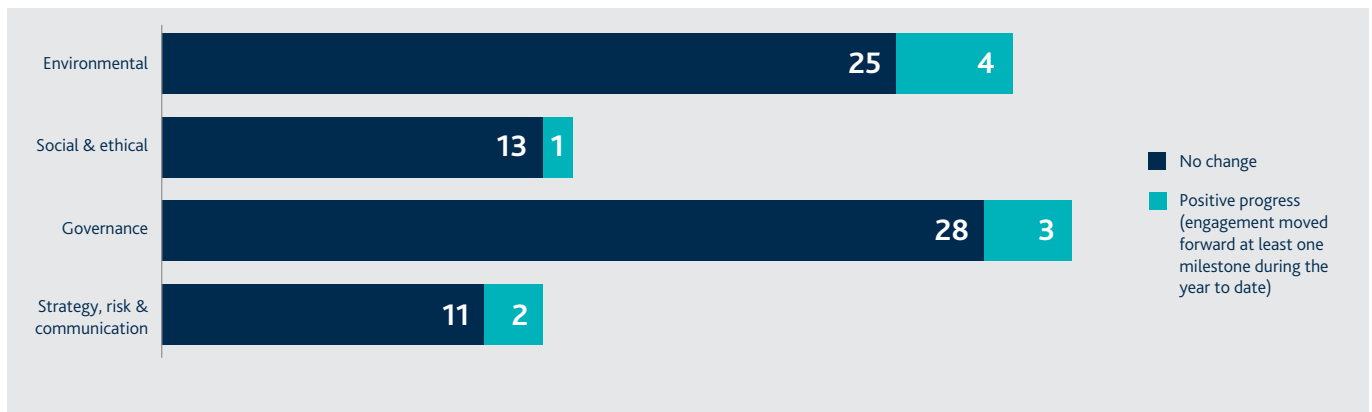 Environmental
25
4
Social & ethical
13
1
Governance
28
3
Strategy, risk &
communication
11
2
No change
Positive progress
(engagement moved
forward at least one
milestone during the
year to date)